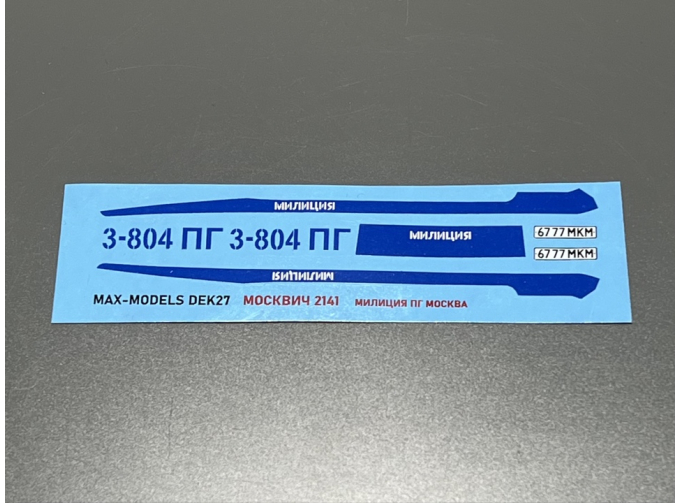 МИЛИЦИЯ
3-804 ПГ 3-804 ПГ
МИЛИЦИЯ
6777 МКМ
6777 МКМ
МИЛИЦИЯ
MAX-MODELS DEK27 МОСКВИЧ 2141 МИЛИЦИЯ ПГ МОСКВА